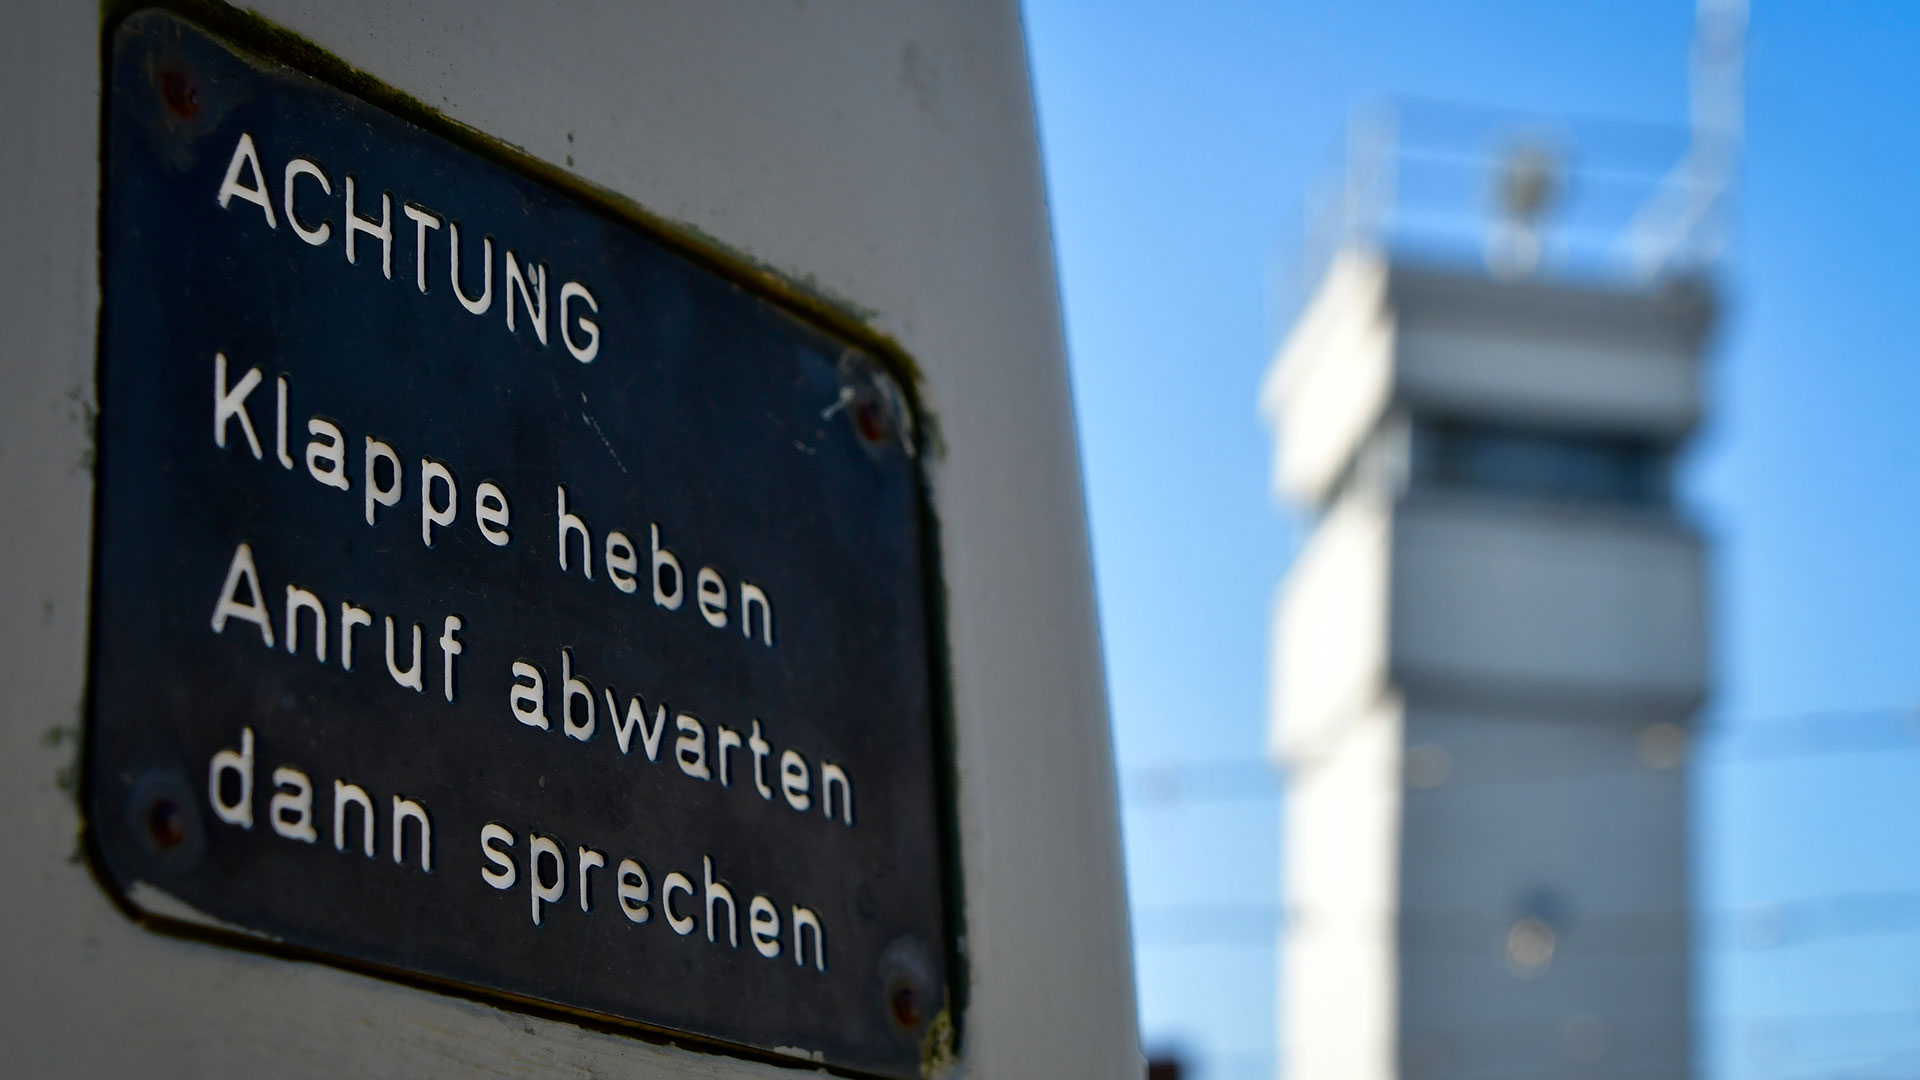 ACHTUNG
Klappe heben
Anruf abwarten
dann sprechen